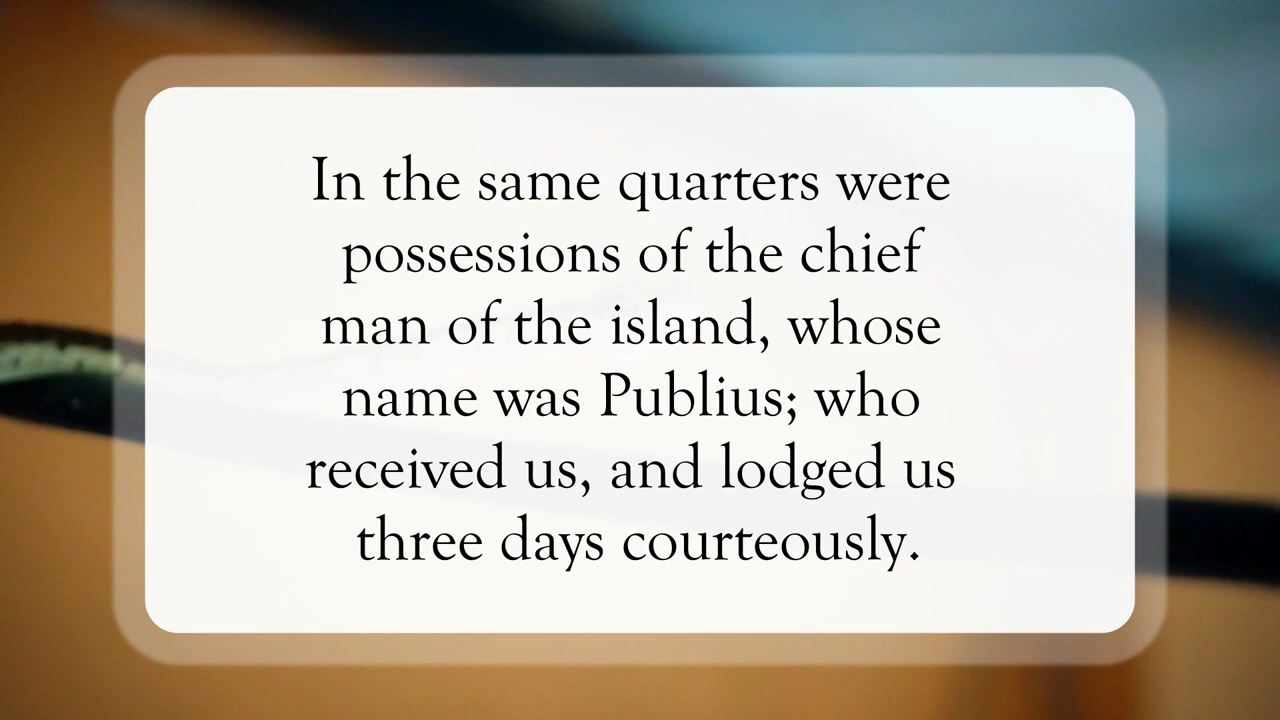 In the same quarters were
possessions of the chief
man of the island, whose
name was Publius; who
received us, and lodged us
three days courteously.